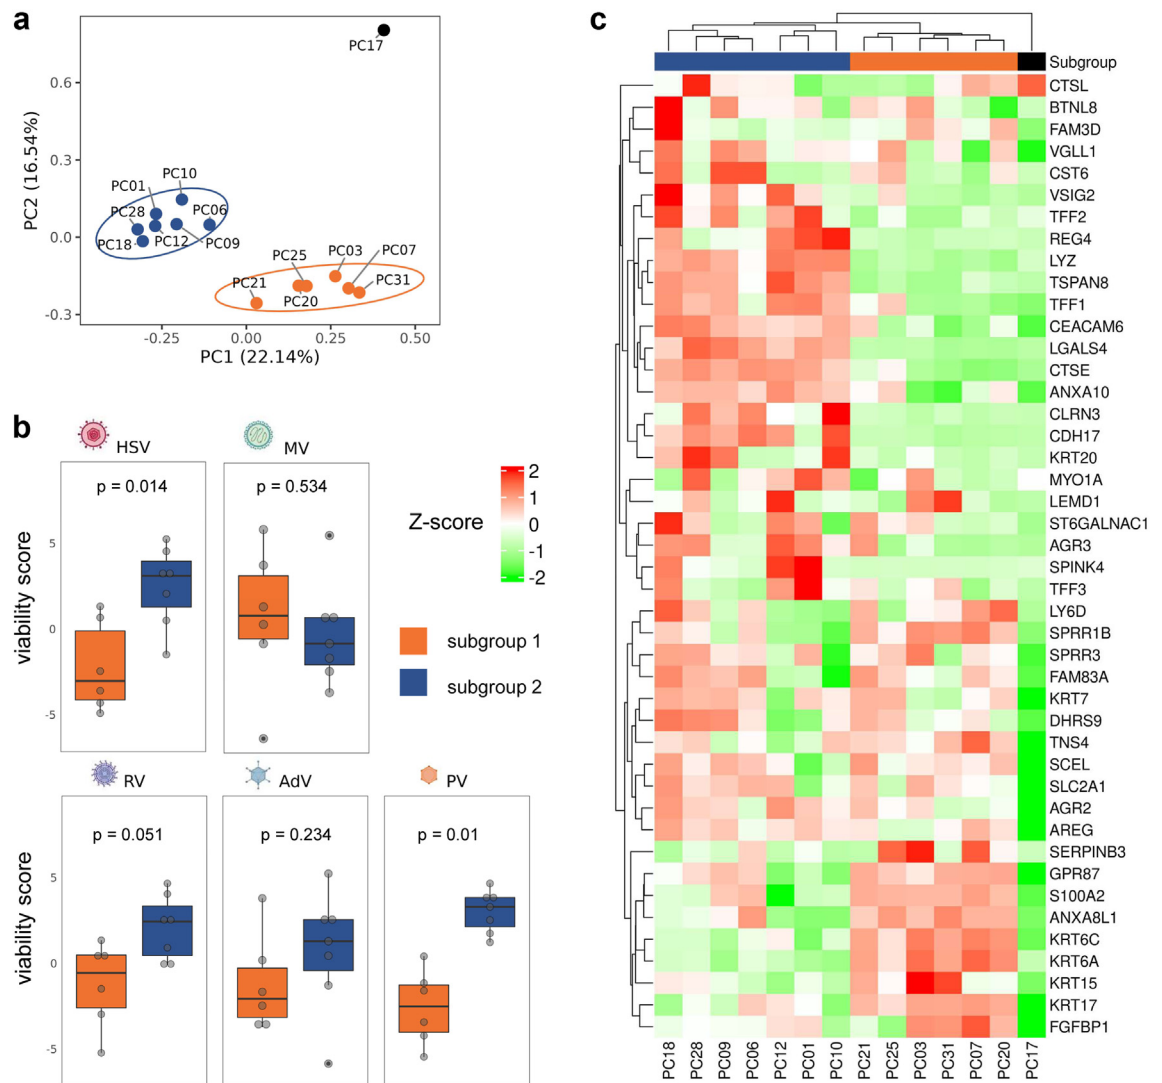 a
PC17
PC10
PC01
PC28
PC06
PC18
PC12
PC09
PC03
PC07
PC25
PC21
PC31
PC20
0.6
0.3
0.0
-0.3
-0.25
0.00
0.25
0.50
PC1 (22.14%)
PC2 (16.54%)
b
HSV
MV
p = 0.014
p = 0.534
viability score
5
0
-5
RV
AdV
PV
p = 0.051
p = 0.234
p = 0.01
viability score
5
0
-5
Z-score
2
1
0
-1
-2
subgroup 1
subgroup 2
c
Subgroup
CTSL
BTNL8
FAM3D
VGLL1
CST6
VSIG2
TFF2
REG4
LYZ
TSPAN8
TFF1
CEACAM6
LGALS4
CTSE
ANXA10
CLRN3
CDH17
KRT20
MYO1A
LEMD1
ST6GALNAC1
AGR3
SPINK4
TFF3
LY6D
SPRR1B
SPRR3
FAM83A
KRT7
DHRS9
TNS4
SCEL
SLC2A1
AGR2
AREG
SERPINB3
GPR87
S100A2
ANXA8L1
KRT6C
KRT6A
KRT15
KRT17
FGFBP1
PC18
PC28
PC09
PC06
PC12
PC01
PC10
PC21
PC25
PC03
PC31
PC07
PC20
PC17